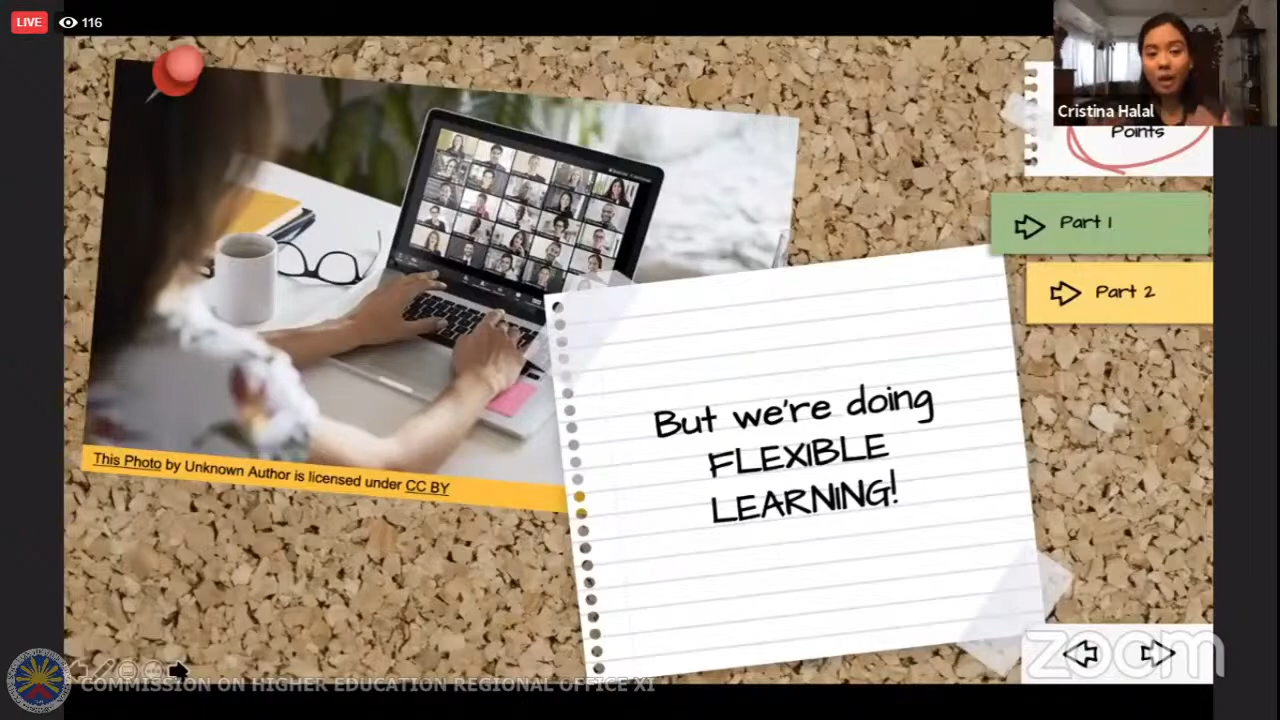 LIVE 116
Cristina Halal
Points
Part 1
Part 2
But we're doing
FLEXIBLE
LEARNING!
This Photo by Unknown Author is licensed under CC BY
zoom
COMMISSION ON HIGHER EDUCATION REGIONAL OFFICE XI